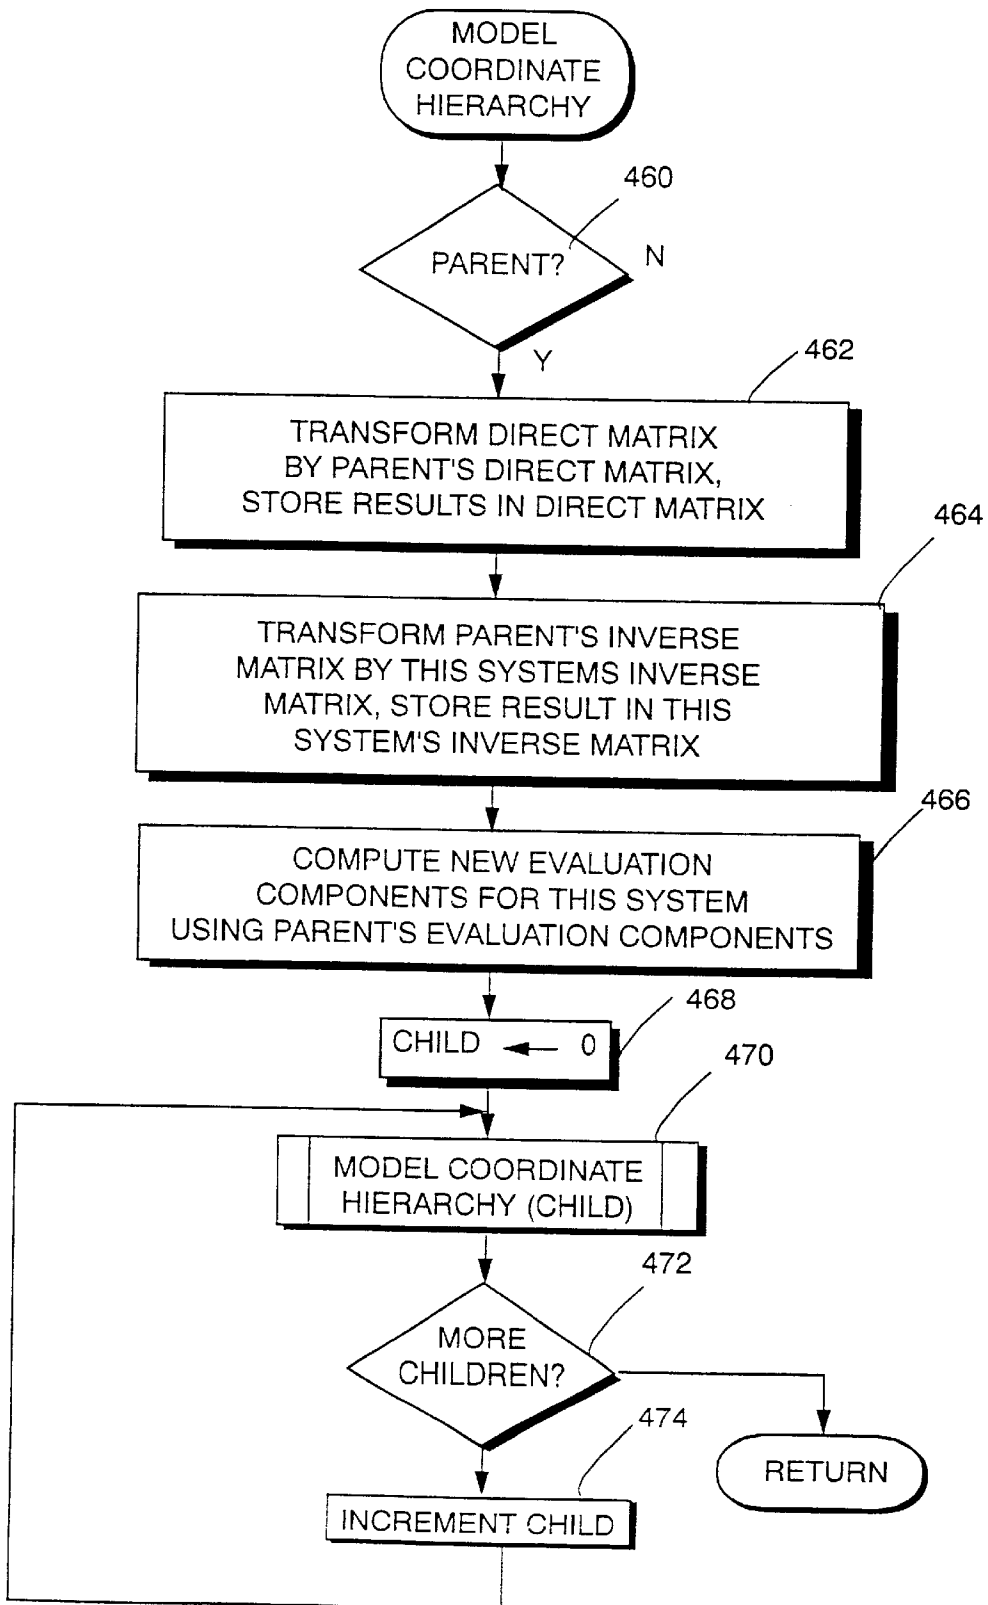 MODEL
COORDINATE
HIERARCHY
460
PARENT?
N
Y
462
TRANSFORM DIRECT MATRIX
BY PARENT'S DIRECT MATRIX,
STORE RESULTS IN DIRECT MATRIX
464
TRANSFORM PARENT'S INVERSE
MATRIX BY THIS SYSTEMS INVERSE
MATRIX, STORE RESULT IN THIS
SYSTEM'S INVERSE MATRIX
466
COMPUTE NEW EVALUATION
COMPONENTS FOR THIS SYSTEM
USING PARENT'S EVALUATION COMPONENTS
468
CHILD ← 0
470
MODEL COORDINATE
HIERARCHY (CHILD)
472
MORE
CHILDREN?
474
RETURN
INCREMENT CHILD